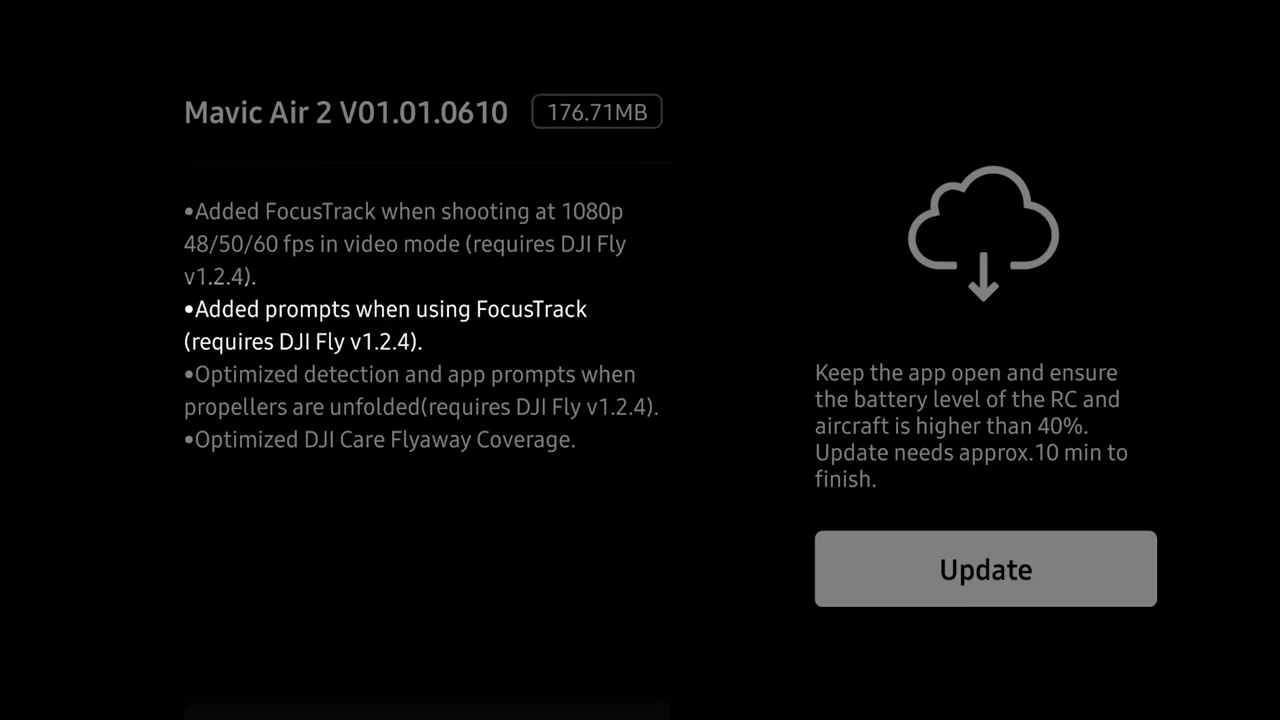 Mavic Air 2 V01.01.0610 176.71MB
•Added FocusTrack when shooting at 1080p
48/50/60 fps in video mode (requires DJI Fly
v1.2.4).
•Added prompts when using FocusTrack
(requires DJI Fly v1.2.4).
•Optimized detection and app prompts when
propellers are unfolded(requires DJI Fly v1.2.4).
•Optimized DJI Care Flyaway Coverage.
Keep the app open and ensure
the battery level of the RC and
aircraft is higher than 40%.
Update needs approx.10 min to
finish.
Update